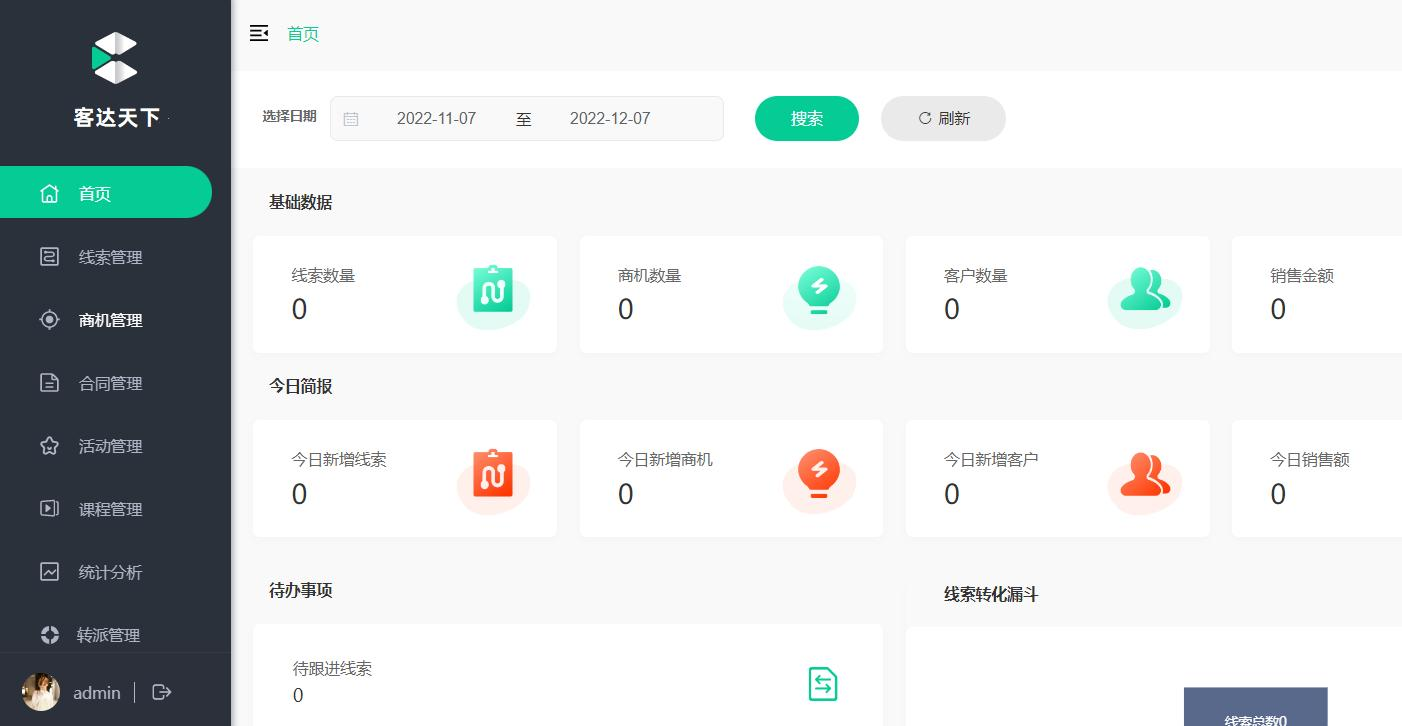 客达天下
首页
线索管理
商机管理
合同管理
活动管理
课程管理
统计分析
转派管理
admin
首页
选择日期 2022-11-07 至 2022-12-07 搜索 刷新
基础数据
线索数量 商机数量 客户数量 销售金额
0 0 0 0
今日简报
今日新增线索 今日新增商机 今日新增客户 今日销售额
0 0 0 0
待办事项
线索转化漏斗
待跟进线索
0
线索总数0